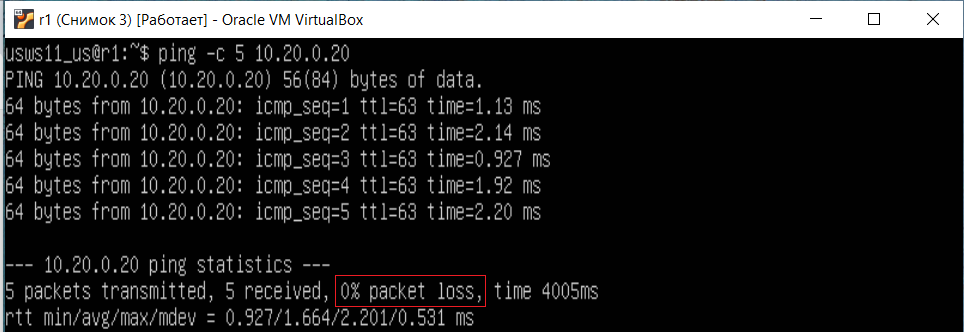 r1 (Снимок 3) [Работает] - Oracle VM VirtualBox
usws11_us@r1:~$ ping -c 5 10.20.0.20
PING 10.20.0.20 (10.20.0.20) 56(84) bytes of data.
64 bytes from 10.20.0.20: icmp_seq=1 ttl=63 time=1.13 ms
64 bytes from 10.20.0.20: icmp_seq=2 ttl=63 time=2.14 ms
64 bytes from 10.20.0.20: icmp_seq=3 ttl=63 time=0.927 ms
64 bytes from 10.20.0.20: icmp_seq=4 ttl=63 time=1.92 ms
64 bytes from 10.20.0.20: icmp_seq=5 ttl=63 time=2.20 ms
--- 10.20.0.20 ping statistics ---
5 packets transmitted, 5 received, 0% packet loss, time 4005ms
rtt min/avg/max/mdev = 0.927/1.664/2.201/0.531 ms